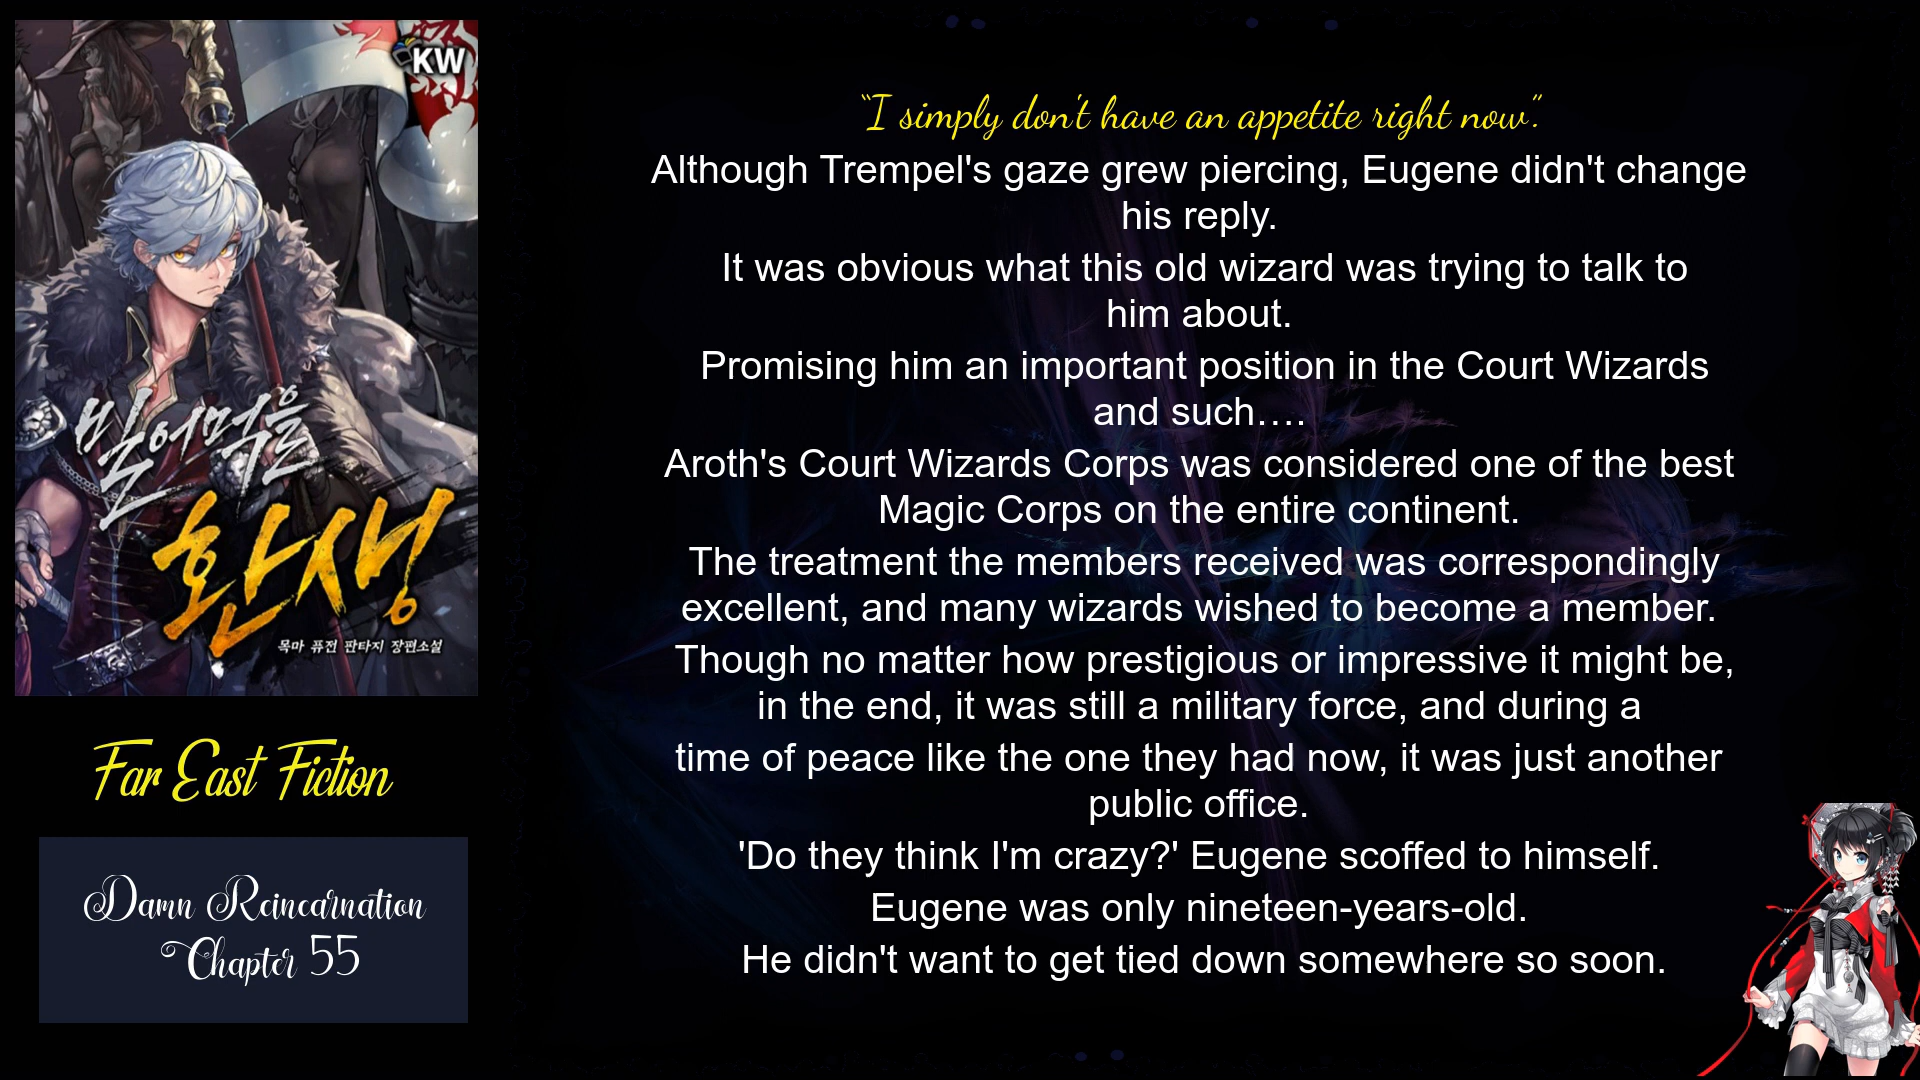 KW
빌어먹을
환생
목마 퓨전 판타지 장편소설
Far East Fiction
Damn Reincarnation
Chapter 55
“I simply don't have an appetite right now”.
Although Trempel's gaze grew piercing, Eugene didn't change
his reply.
It was obvious what this old wizard was trying to talk to
him about.
Promising him an important position in the Court Wizards
and such….
Aroth's Court Wizards Corps was considered one of the best
Magic Corps on the entire continent.
The treatment the members received was correspondingly
excellent, and many wizards wished to become a member.
Though no matter how prestigious or impressive it might be,
in the end, it was still a military force, and during a
time of peace like the one they had now, it was just another
public office.
'Do they think I'm crazy?' Eugene scoffed to himself.
Eugene was only nineteen-years-old.
He didn't want to get tied down somewhere so soon.